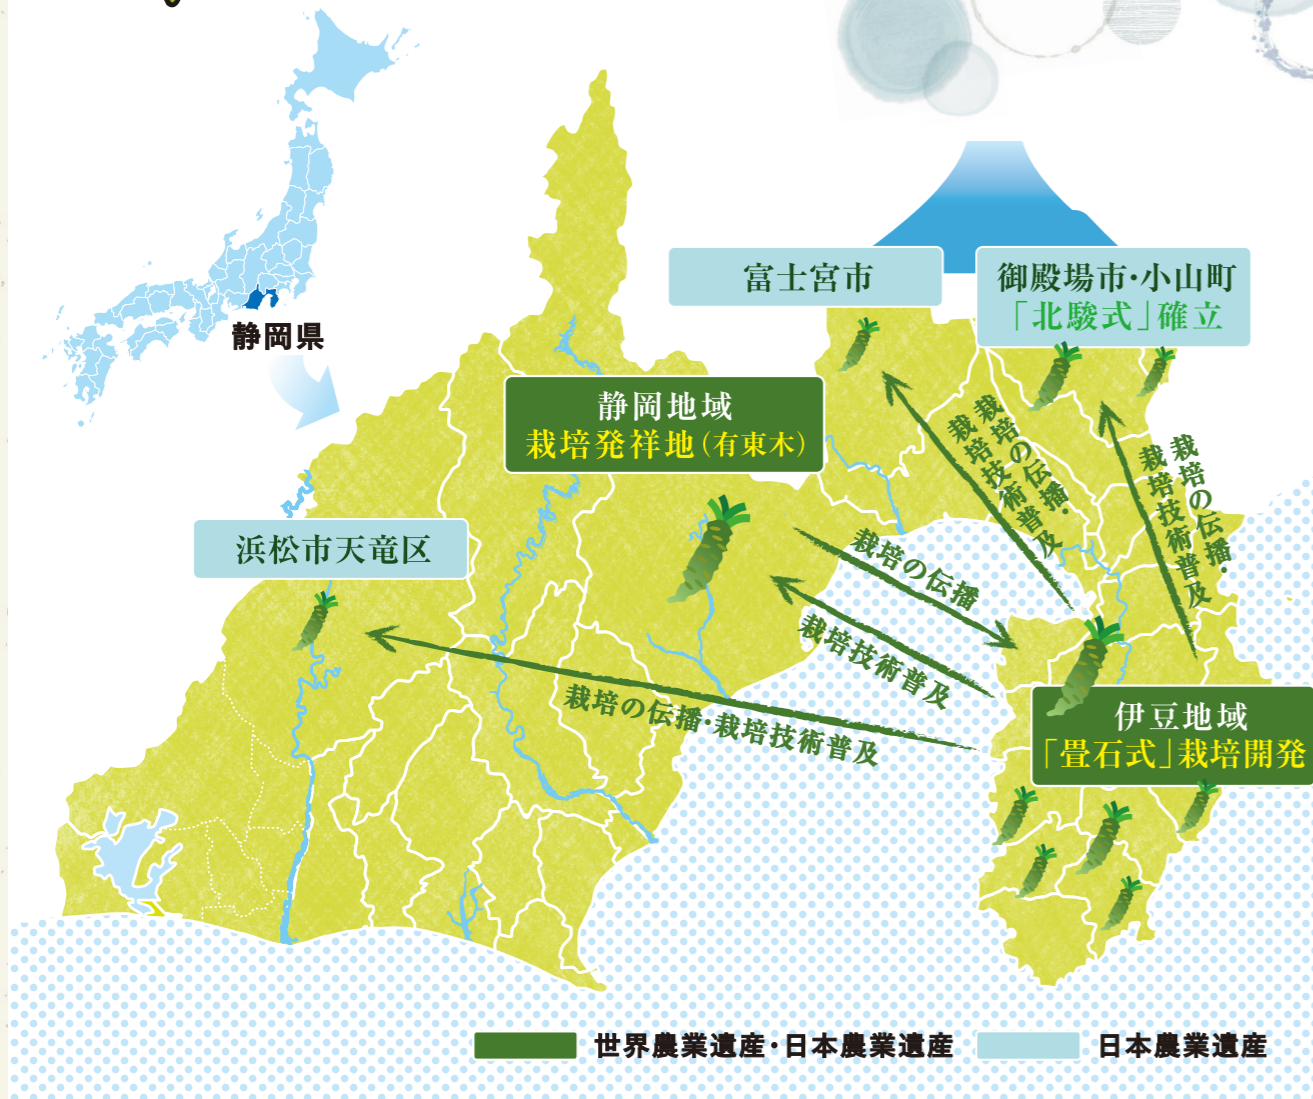 静岡県
富士宮市
御殿場市・小山町
「北駿式」確立
静岡地域
栽培発祥地（有東木）
浜松市天竜区
栽培の伝播・
栽培技術普及
栽培の伝播・
栽培技術普及
栽培の伝播
栽培技術普及
栽培の伝播・栽培技術普及
伊豆地域
「畳石式」栽培開発
世界農業遺産・日本農業遺産
日本農業遺産